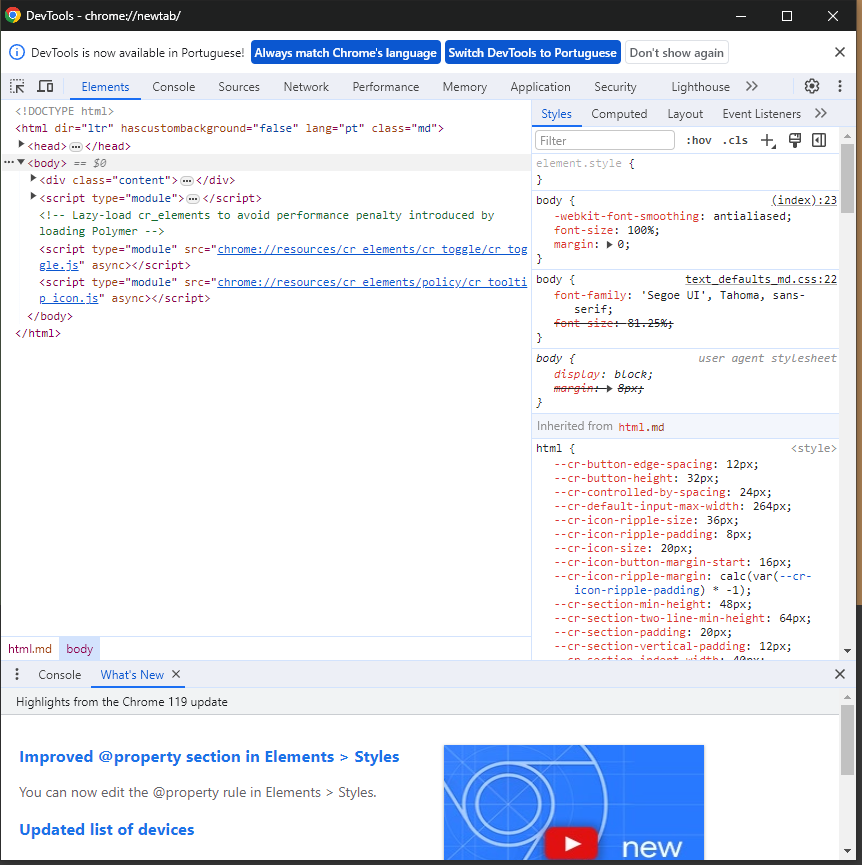 DevTools - chrome://newtab/
DevTools is now available in Portuguese! Always match Chrome's language Switch DevTools to Portuguese Don't show again
Elements Console Sources Network Performance Memory Application Security Lighthouse
<!DOCTYPE html>
<html dir="ltr" hascustombackground="false" lang="pt" class="md">
<head>…</head>
<body> == $0
<div class="content">…</div>
<script type="module">…</script>
<!-- Lazy-load cr_elements to avoid performance penalty introduced by
loading Polymer -->
<script type="module" src="chrome://resources/cr_elements/cr_toggle/cr_tog
gle.js" async></script>
<script type="module" src="chrome://resources/cr_elements/policy/cr_toolti
p_icon.js" async></script>
</body>
</html>
html.md body
Styles Computed Layout Event Listeners
Filter :hov .cls
element.style {
}
body { (index):23
-webkit-font-smoothing: antialiased;
font-size: 100%;
margin: 0;
}
body { text_defaults_md.css:22
font-family: 'Segoe UI', Tahoma, sans-
serif;
font-size: 81.25%;
}
body { user agent stylesheet
display: block;
margin: 8px;
}
Inherited from html.md
html { <style>
--cr-button-edge-spacing: 12px;
--cr-button-height: 32px;
--cr-controlled-by-spacing: 24px;
--cr-default-input-max-width: 264px;
--cr-icon-ripple-size: 36px;
--cr-icon-ripple-padding: 8px;
--cr-icon-size: 20px;
--cr-icon-button-margin-start: 16px;
--cr-icon-ripple-margin: calc(var(--cr-
icon-ripple-padding) * -1);
--cr-section-min-height: 48px;
--cr-section-two-line-min-height: 64px;
--cr-section-padding: 20px;
--cr-section-vertical-padding: 12px;
--cr-section-indent-width: 40px;
Console What's New
Highlights from the Chrome 119 update
Improved @property section in Elements > Styles
You can now edit the @property rule in Elements > Styles.
Updated list of devices
new